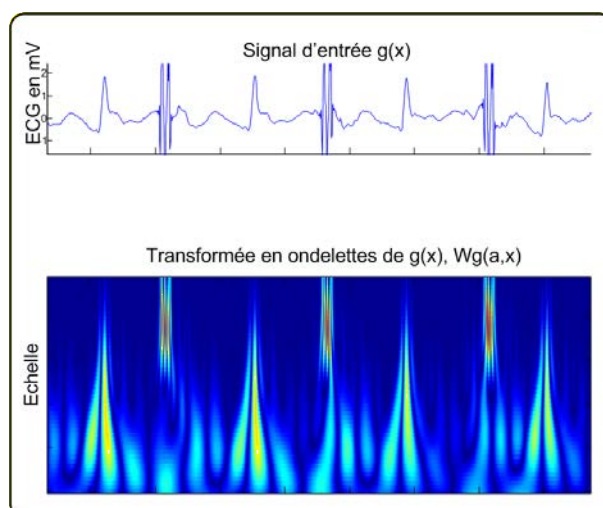 Signal d'entrée g(x)
ECG en mV
2
1
0
1
Transformée en ondelettes de g(x), Wg(a,x)
Echelle